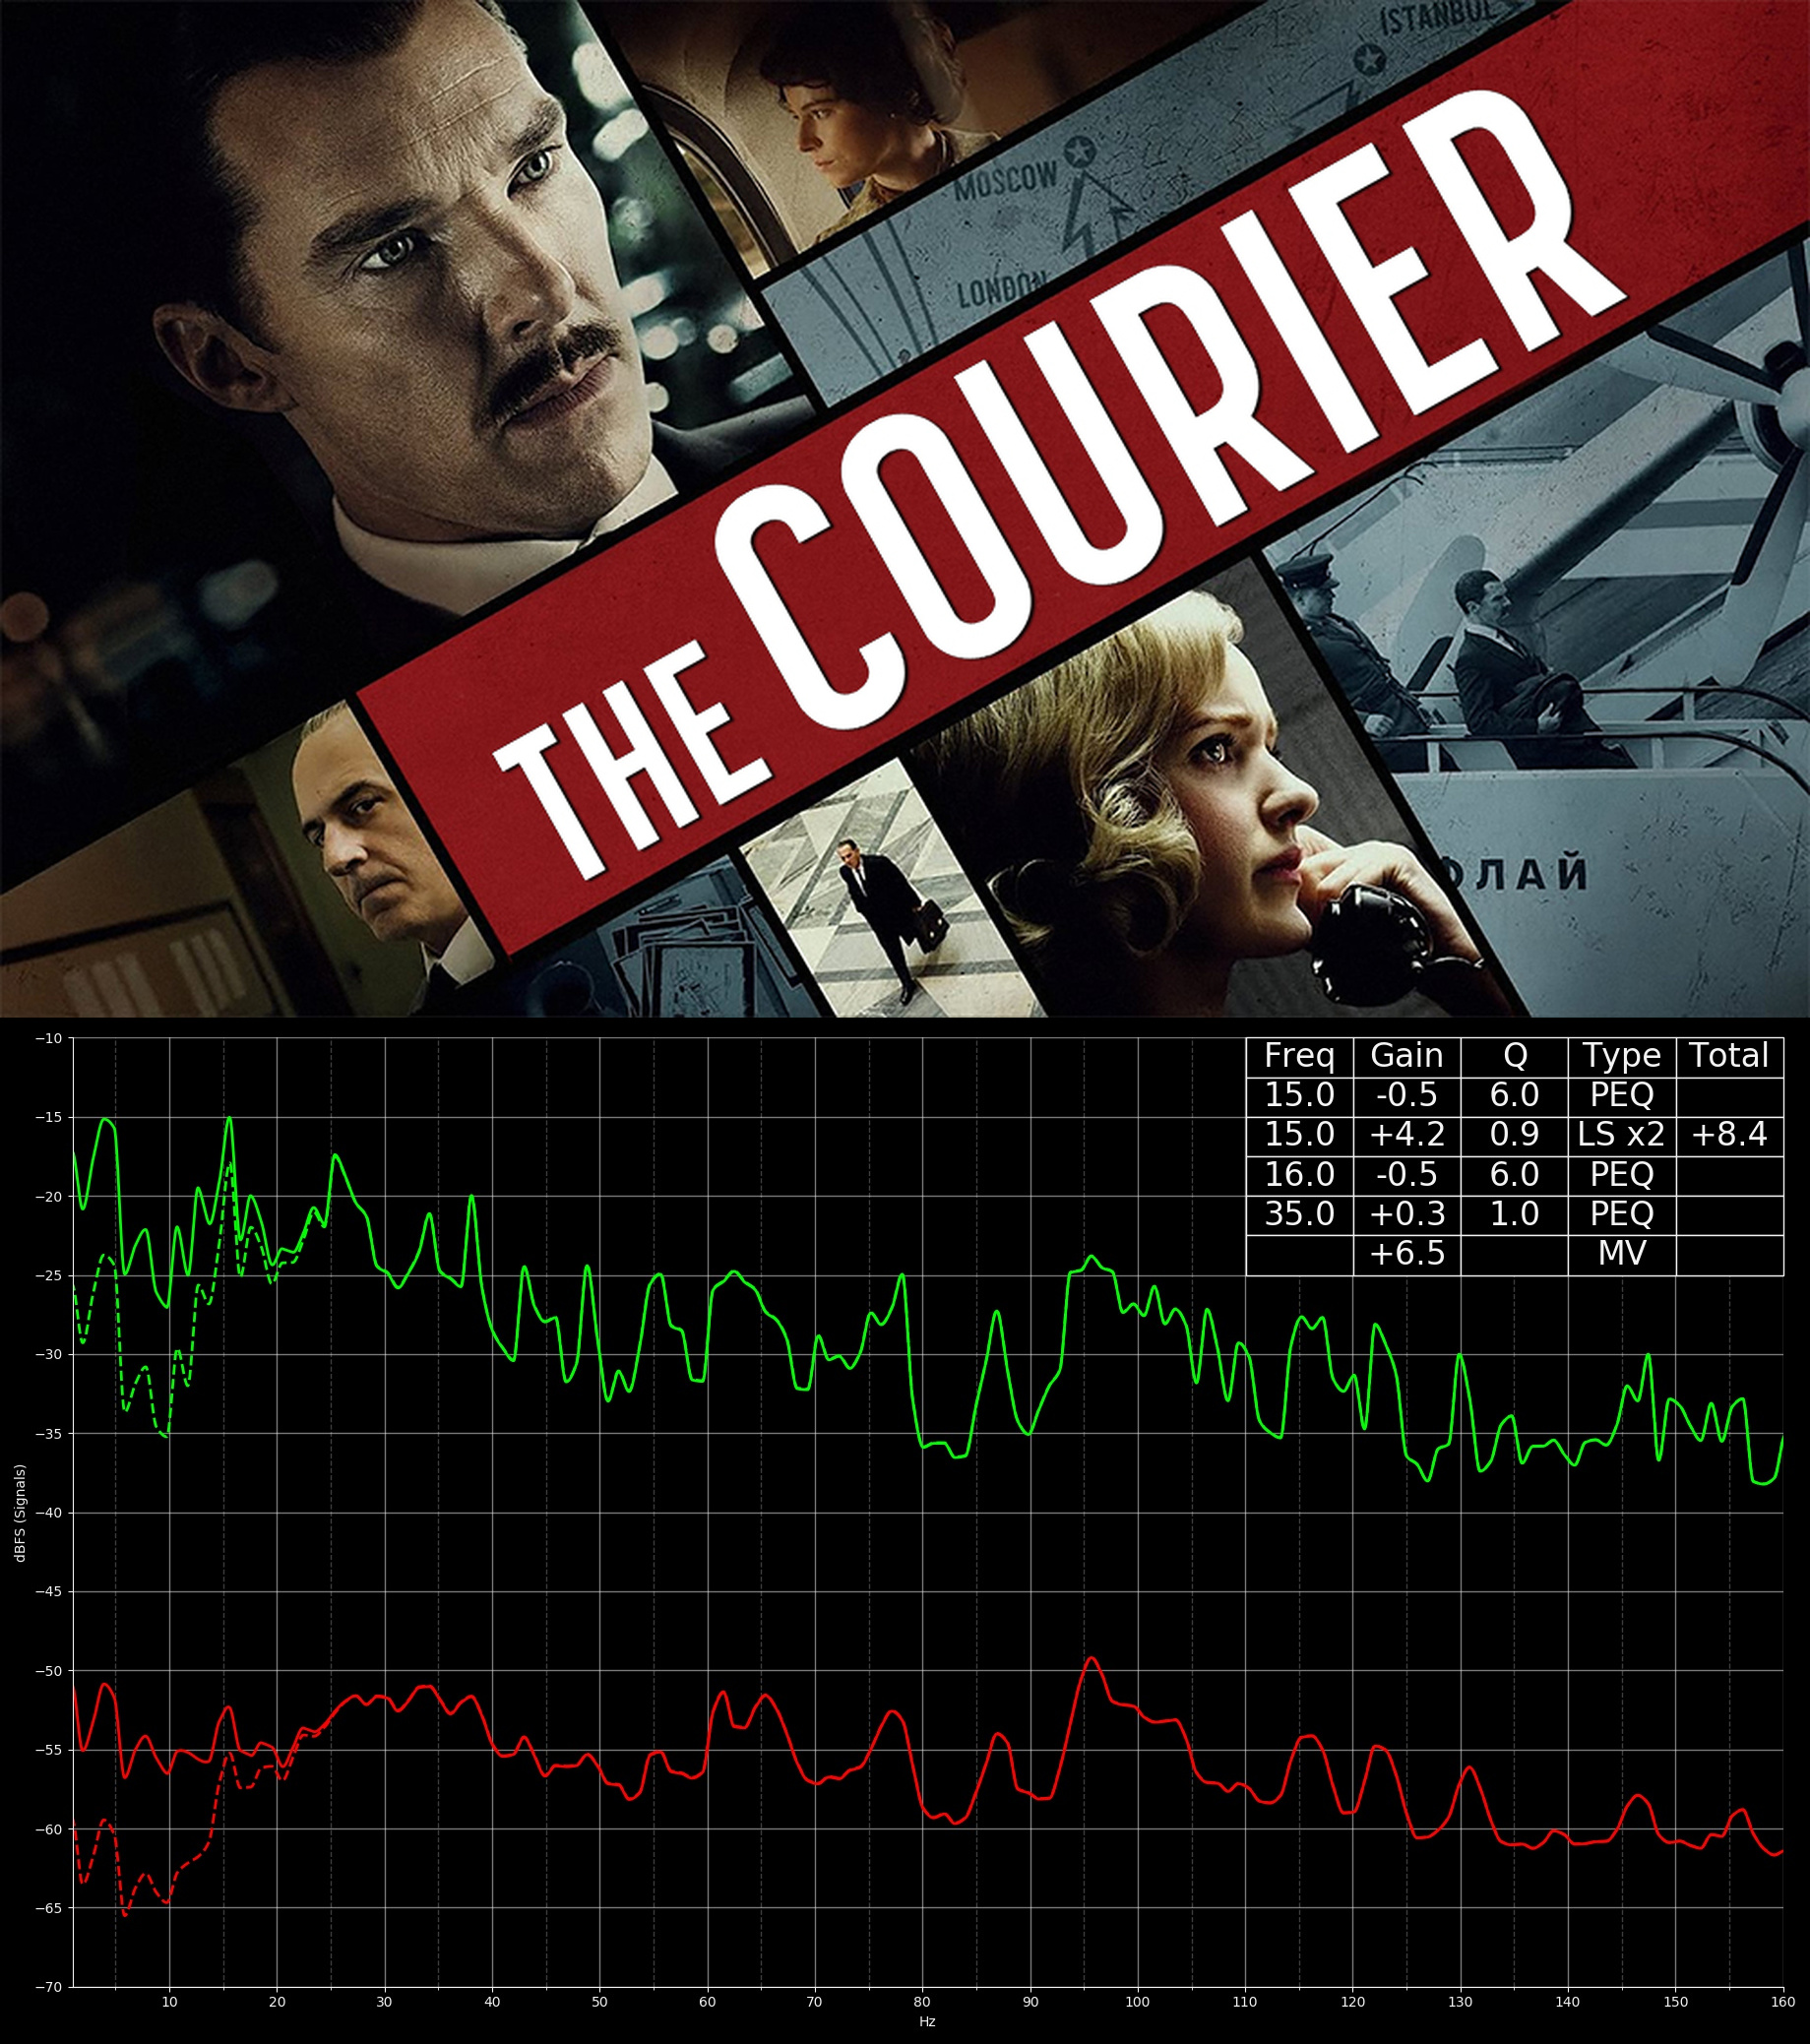 İSTANBUL
MOSCOW
LONDON
THE COURIER
ОЛАЙ
Freq Gain Q Type Total
15.0 -0.5 6.0 PEQ
15.0 +4.2 0.9 LS x2 +8.4
16.0 -0.5 6.0 PEQ
35.0 +0.3 1.0 PEQ
+6.5 MV
−10
−15
−20
−25
−30
−35
−40
−45
−50
−55
−60
−65
−70
dBFS (Signals)
10 20 30 40 50 60 70 80 90 100 110 120 130 140 150 160
Hz